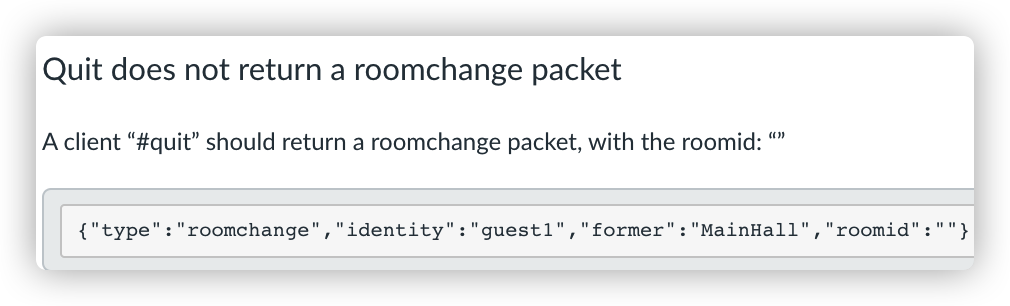 Quit does not return a roomchange packet
A client “#quit” should return a roomchange packet, with the roomid: “”
{"type":"roomchange","identity":"guest1","former":"MainHall","roomid":""}